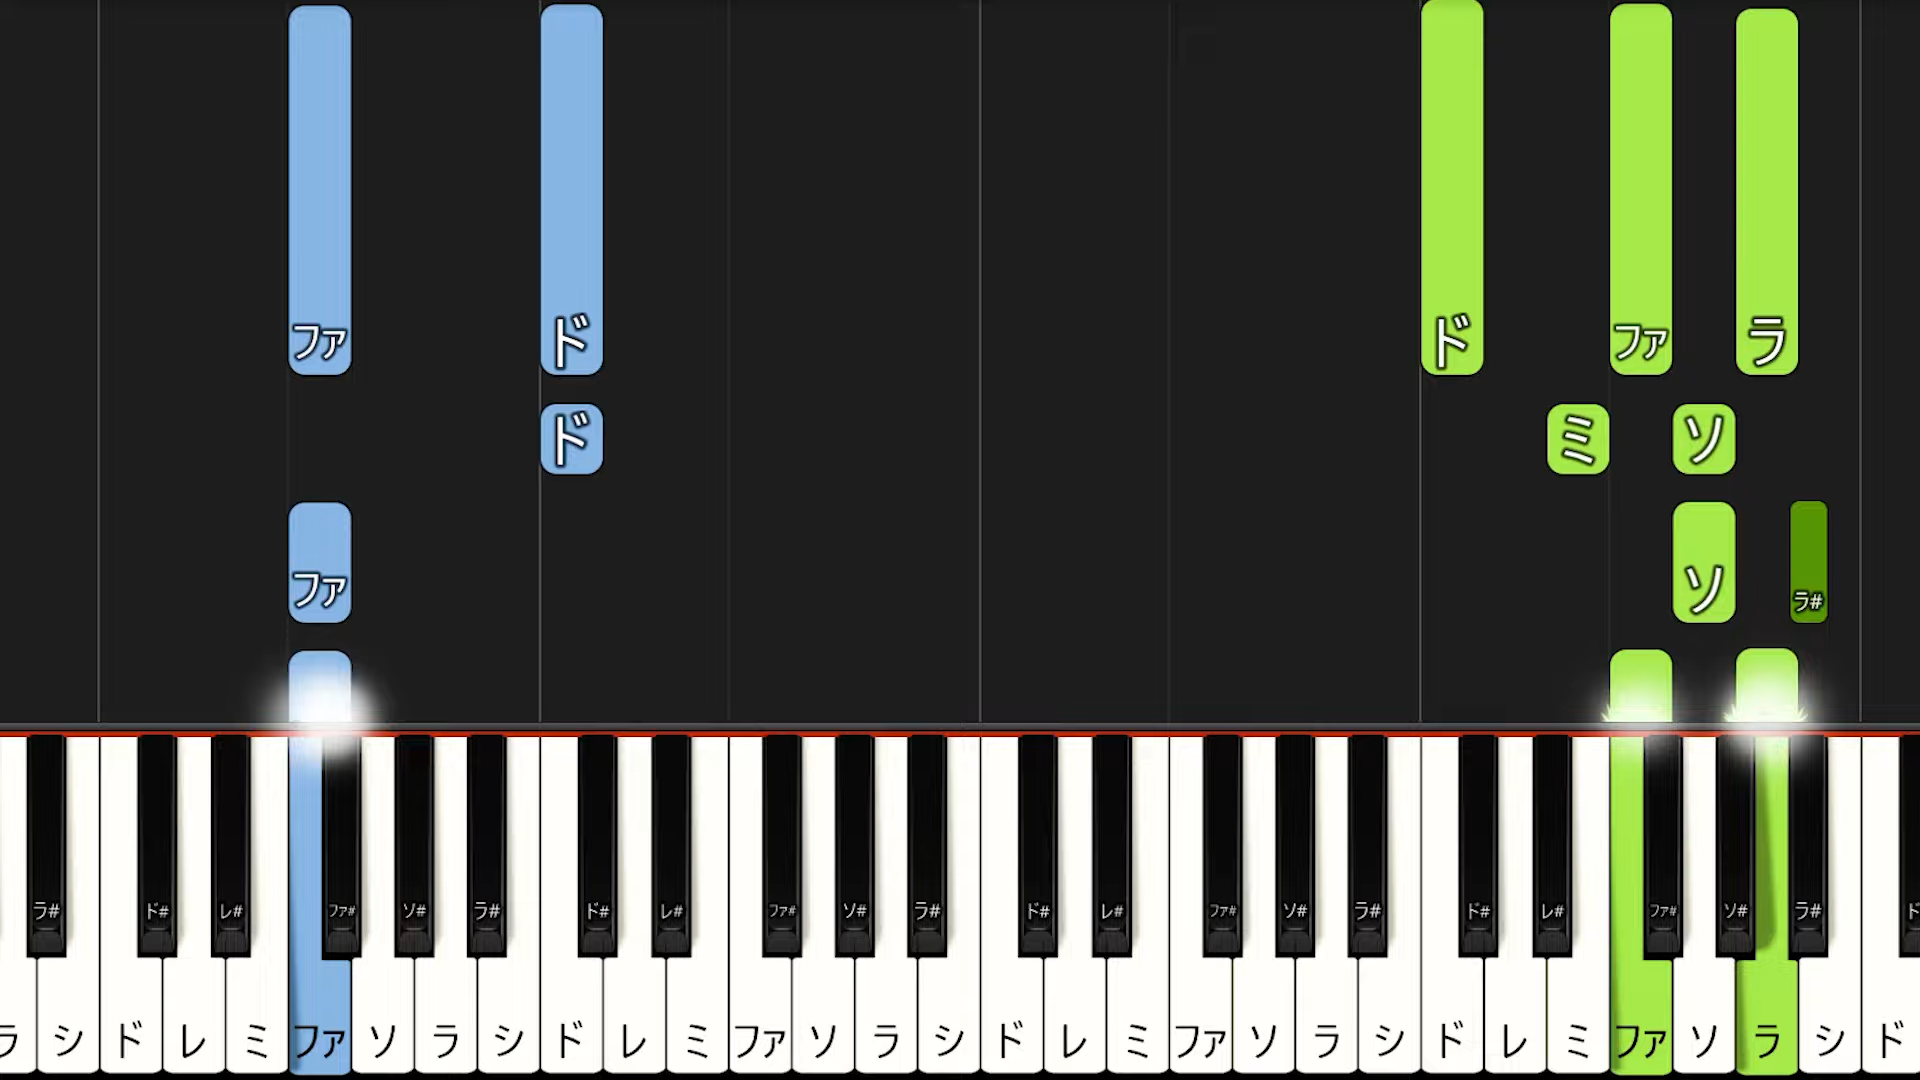 ファ ド ド ファ ラ
ド ミ ソ
ファ ソ ラ#
ラ# ド# レ# ファ# ソ# ラ# ド# レ# ファ# ソ# ラ# ド# レ# ファ# ソ# ラ# ド# レ# ファ# ソ# ラ# ド
ラ シ ド レ ミ ファ ソ ラ シ ド レ ミ ファ ソ ラ シ ド レ ミ ファ ソ ラ シ ド レ ミ ファ ソ ラ シ ド